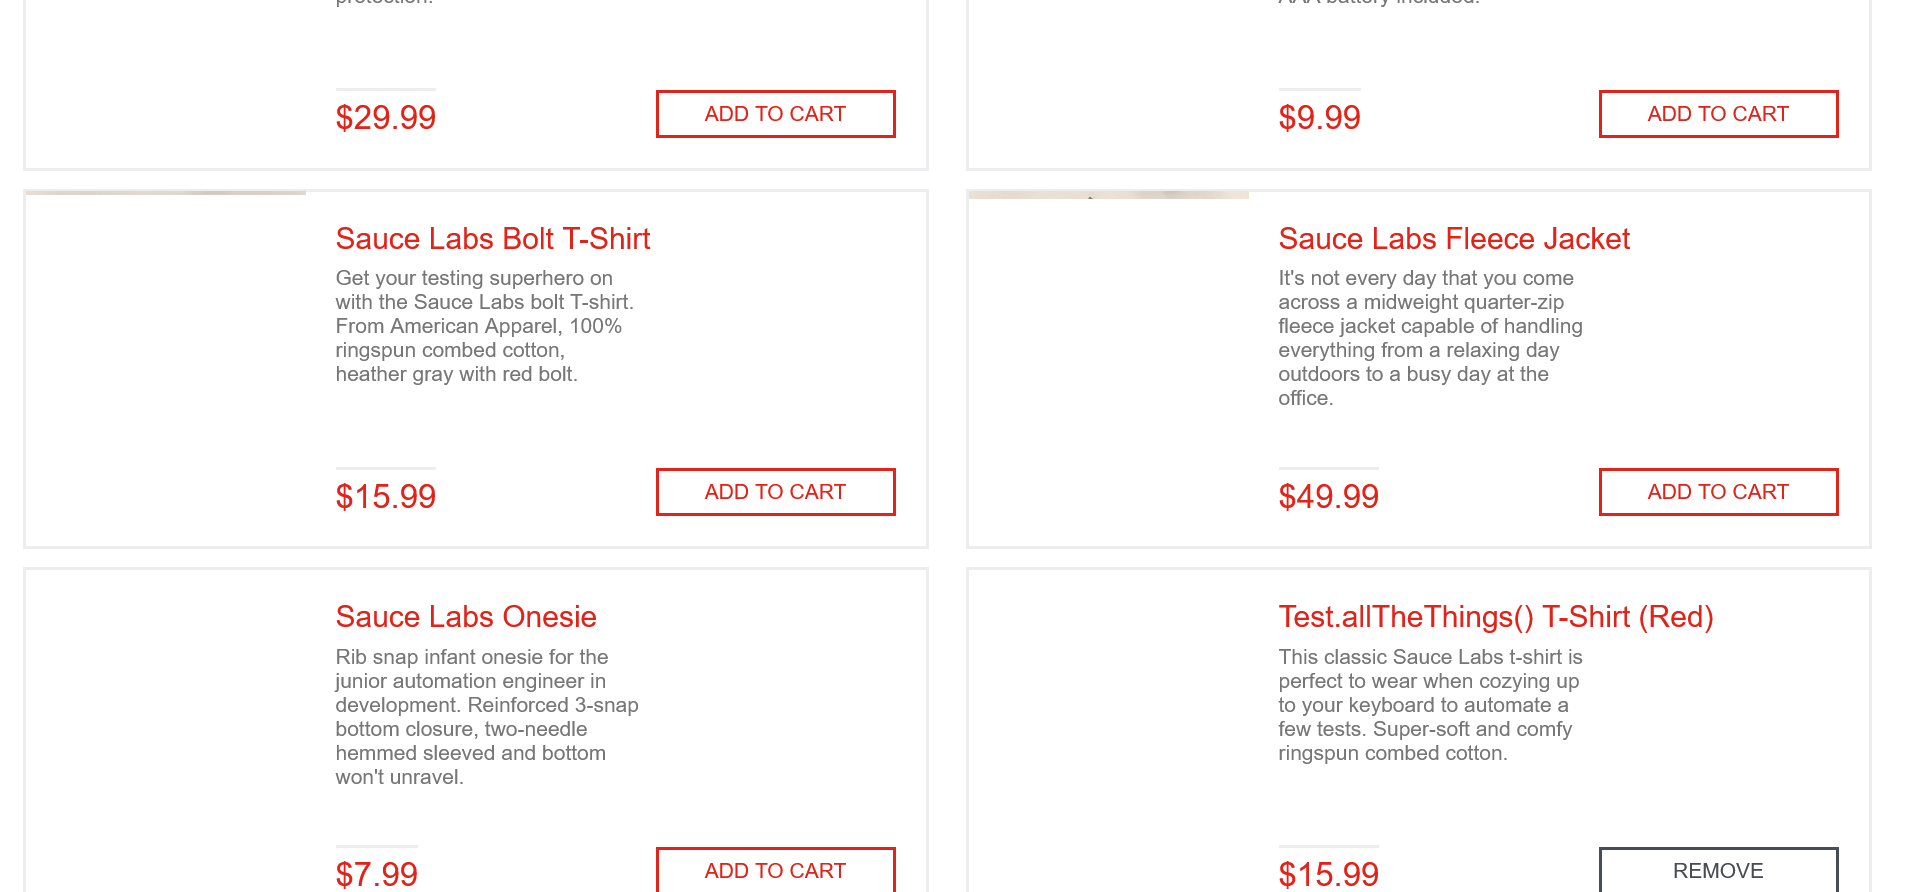 protection.
AAA battery included.
$29.99
ADD TO CART
$9.99
ADD TO CART
Sauce Labs Bolt T-Shirt
Get your testing superhero on
with the Sauce Labs bolt T-shirt.
From American Apparel, 100%
ringspun combed cotton,
heather gray with red bolt.
$15.99
ADD TO CART
Sauce Labs Fleece Jacket
It's not every day that you come
across a midweight quarter-zip
fleece jacket capable of handling
everything from a relaxing day
outdoors to a busy day at the
office.
$49.99
ADD TO CART
Sauce Labs Onesie
Rib snap infant onesie for the
junior automation engineer in
development. Reinforced 3-snap
bottom closure, two-needle
hemmed sleeved and bottom
won't unravel.
$7.99
ADD TO CART
Test.allTheThings() T-Shirt (Red)
This classic Sauce Labs t-shirt is
perfect to wear when cozying up
to your keyboard to automate a
few tests. Super-soft and comfy
ringspun combed cotton.
$15.99
REMOVE